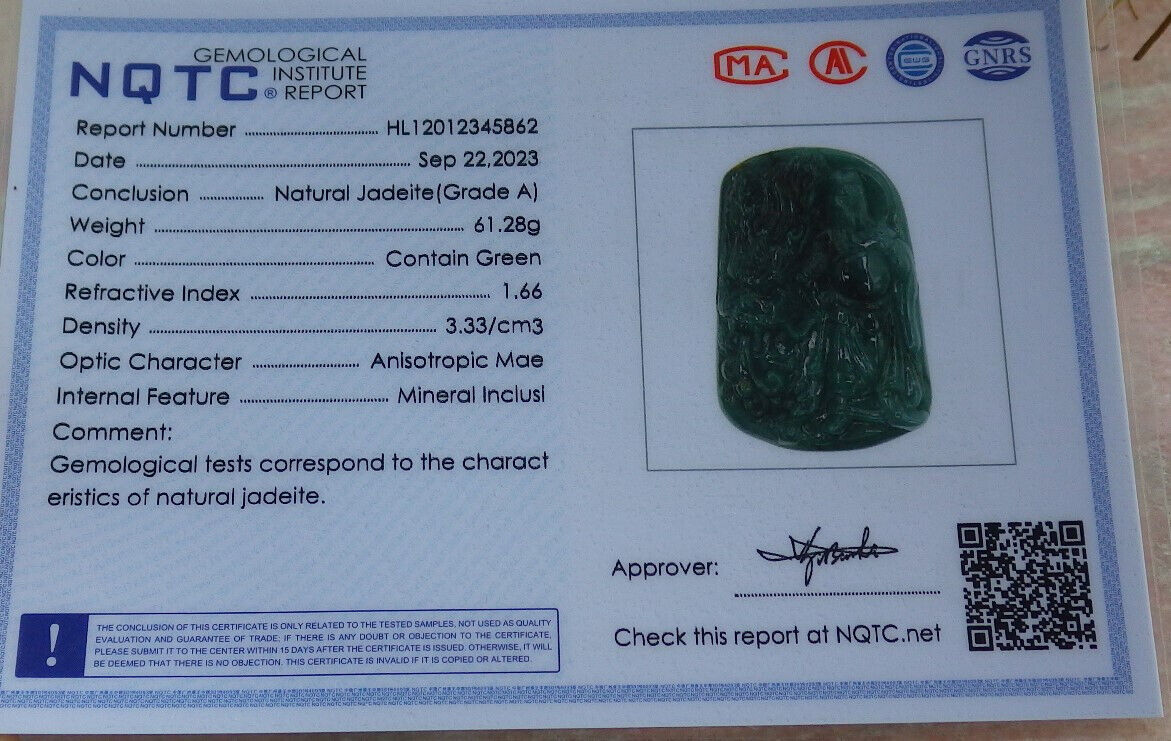 GEMOLOGICAL
NQTC® INSTITUTE
REPORT
MA
GNRS
Report Number ........ HL12012345862
Date ........ Sep 22,2023
Conclusion ........ Natural Jadeite(Grade A)
Weight ........ 61.28g
Color ........ Contain Green
Refractive Index ........ 1.66
Density ........ 3.33/cm3
Optic Character ........ Anisotropic Mae
Internal Feature ........ Mineral Inclusi
Comment:
Gemological tests correspond to the charact
eristics of natural jadeite.
Approver:
Check this report at NQTC.net
!
THE CONCLUSION OF THIS CERTIFICATE IS ONLY RELATED TO THE TESTED SAMPLES, NOT USED AS QUALITY
EVALUATION AND GUARANTEE OF TRADE; IF THERE IS ANY DOUBT OR OBJECTION TO THE CERTIFICATE,
PLEASE SUBMIT IT TO THE CENTER WITHIN 15 DAYS AFTER THE CERTIFICATE IS ISSUED. OTHERWISE, IT WILL
BE DEEMED THAT THERE IS NO OBJECTION. THIS CERTIFICATE IS INVALID IF IT IS COPIED OR ALTERED.